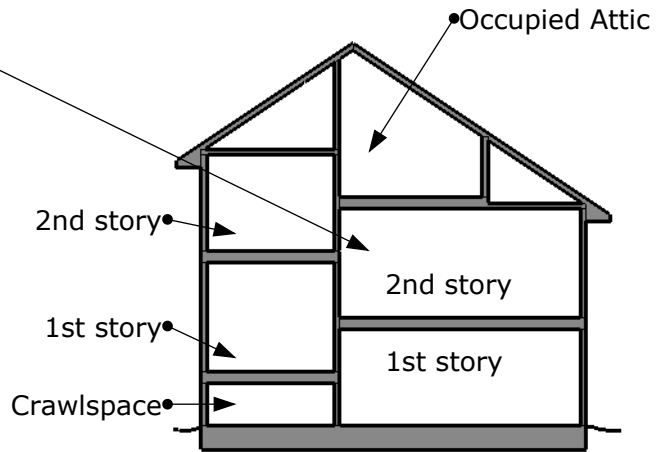 Occupied Attic
2nd story
2nd story
1st story
1st story
Crawlspace